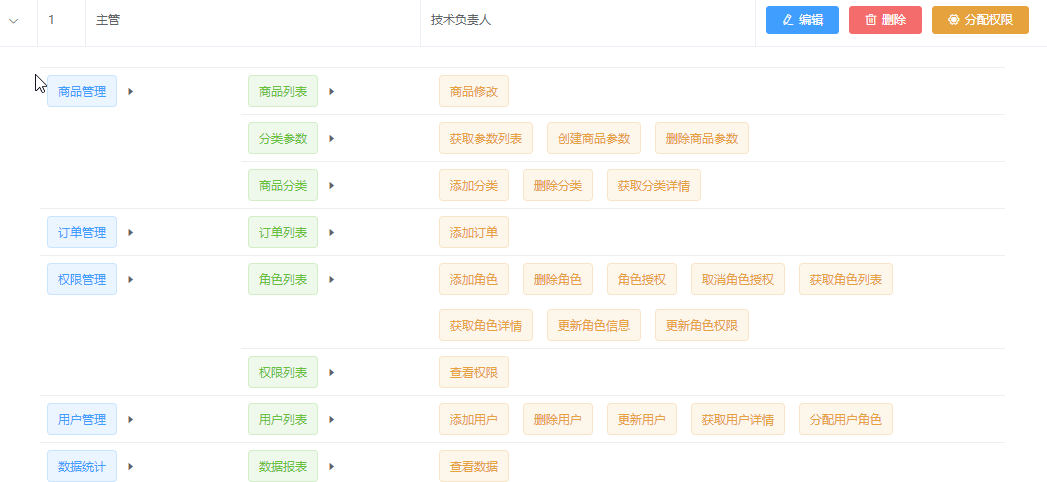 1 主管 技术负责人 编辑 删除 分配权限
商品管理 商品列表 商品修改
分类参数 获取参数列表 创建商品参数 删除商品参数
商品分类 添加分类 删除分类 获取分类详情
订单管理 订单列表 添加订单
权限管理 角色列表 添加角色 删除角色 角色授权 取消角色授权 获取角色列表
获取角色详情 更新角色信息 更新角色权限
权限列表 查看权限
用户管理 用户列表 添加用户 删除用户 更新用户 获取用户详情 分配用户角色
数据统计 数据报表 查看数据